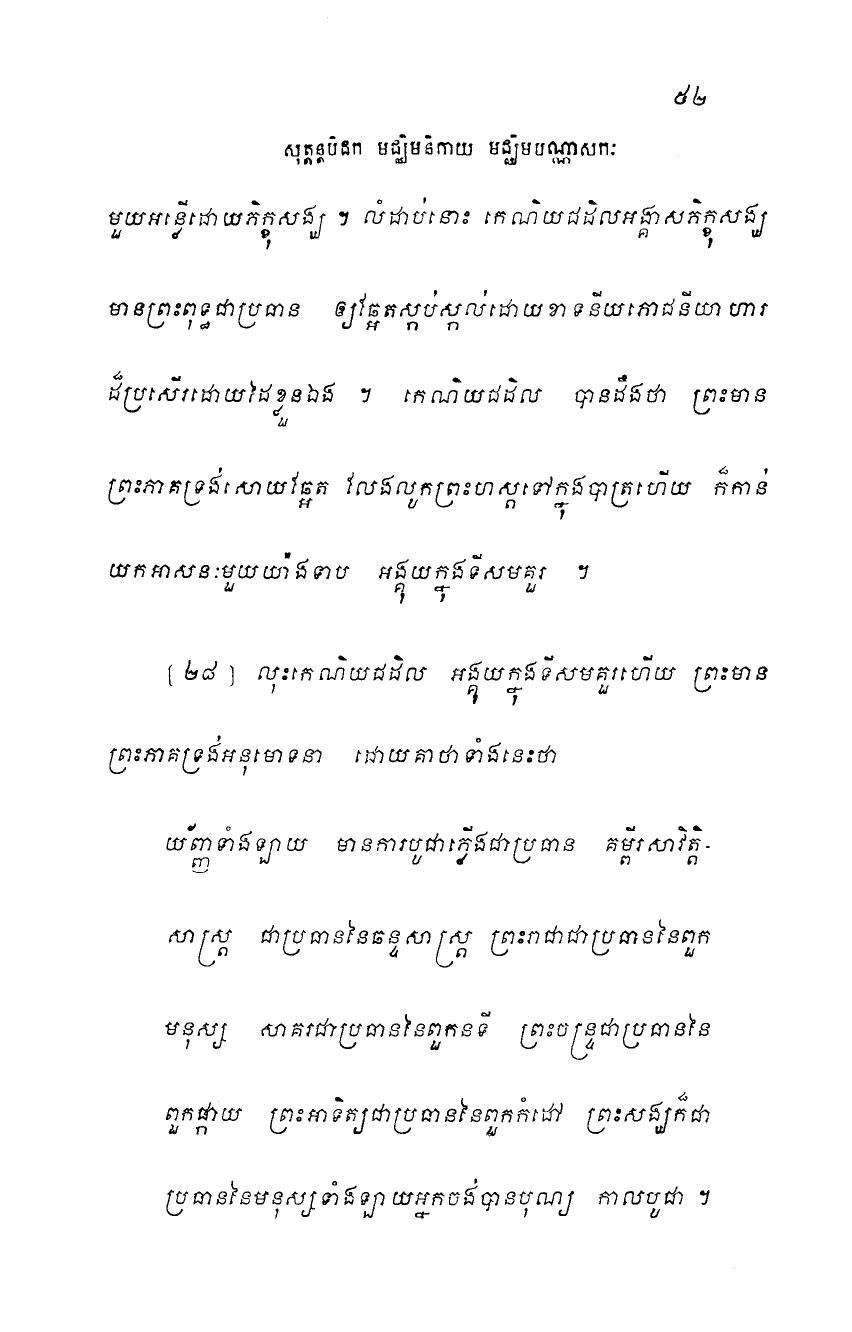 ៥២
សុត្តន្តបិដក មជ្ឈិមនិកាយ មជ្ឈិមបណ្ណាសកៈ
មួយអន្លើដោយភិក្ខុសង្ឃ ។ លំដាប់នោះ កេណិយជដិលអង្គាសភិក្ខុសង្ឃ
មានព្រះពុទ្ធជាប្រធាន ឲ្យឆ្អែតស្កប់ស្កល់ដោយខាទនីយភោជនីយាហារ
ដ៏ប្រសើរដោយដៃខ្លួនឯង ។ កេណិយជដិល បានដឹងថា ព្រះមាន
ព្រះភាគទ្រង់សោយឆ្អែត លែងលូកព្រះហស្តទៅក្នុងបាត្រហើយ ក៏កាន់
យកអាសនៈមួយយ៉ាងទាប អង្គុយក្នុងទីសមគួរ ។
[ ២៨ ] លុះកេណិយជដិល អង្គុយក្នុងទីសមគួរហើយ ព្រះមាន
ព្រះភាគទ្រង់អនុមោទនា ដោយគាថាទាំងនេះថា
យ័ញ្ញទាំងឡាយ មានការបូជាភ្លើងជាប្រធាន គម្ពីរសាវិត្តិ-
សាស្ត្រ ជាប្រធាននៃឆន្ទសាស្ត្រ ព្រះរាជាជាប្រធាននៃពួក
មនុស្ស សាគរជាប្រធាននៃពួកនទី ព្រះចន្ទ្រជាប្រធាននៃ
ពួកផ្កាយ ព្រះអាទិត្យជាប្រធាននៃពួកកំដៅ ព្រះសង្ឃក៏ជា
ប្រធាននៃមនុស្សទាំងឡាយអ្នកចង់បានបុណ្យ កាលបូជា ។